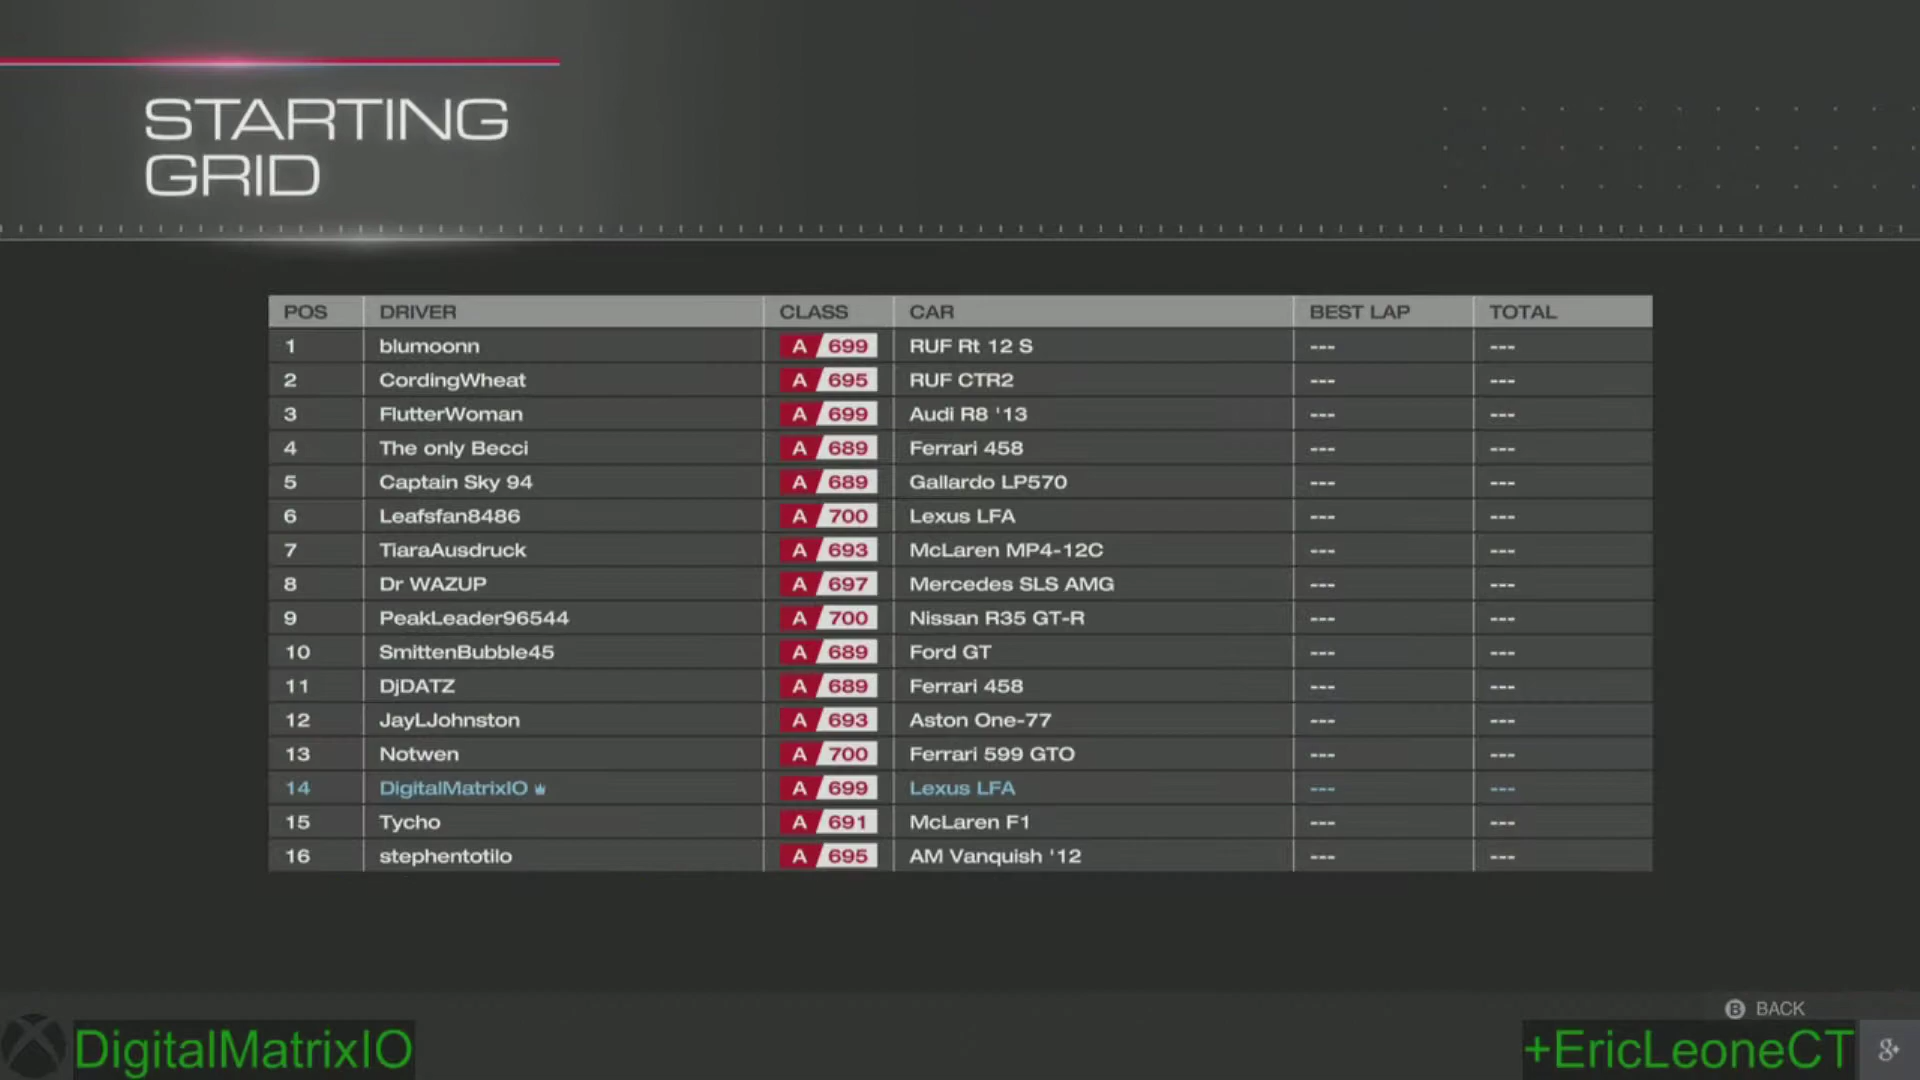 STARTING
GRID
POS DRIVER CLASS CAR BEST LAP TOTAL
1 blumoonn A 699 RUF Rt 12 S --- ---
2 CordingWheat A 695 RUF CTR2 --- ---
3 FlutterWoman A 699 Audi R8 '13 --- ---
4 The only Becci A 689 Ferrari 458 --- ---
5 Captain Sky 94 A 689 Gallardo LP570 --- ---
6 Leafsfan8486 A 700 Lexus LFA --- ---
7 TiaraAusdruck A 693 McLaren MP4-12C --- ---
8 Dr WAZUP A 697 Mercedes SLS AMG --- ---
9 PeakLeader96544 A 700 Nissan R35 GT-R --- ---
10 SmittenBubble45 A 689 Ford GT --- ---
11 DjDATZ A 689 Ferrari 458 --- ---
12 JayLJohnston A 693 Aston One-77 --- ---
13 Notwen A 700 Ferrari 599 GTO --- ---
14 DigitalMatrixIO A 699 Lexus LFA --- ---
15 Tycho A 691 McLaren F1 --- ---
16 stephentotilo A 695 AM Vanquish '12 --- ---
B BACK
DigitalMatrixIO +EricLeoneCT g+